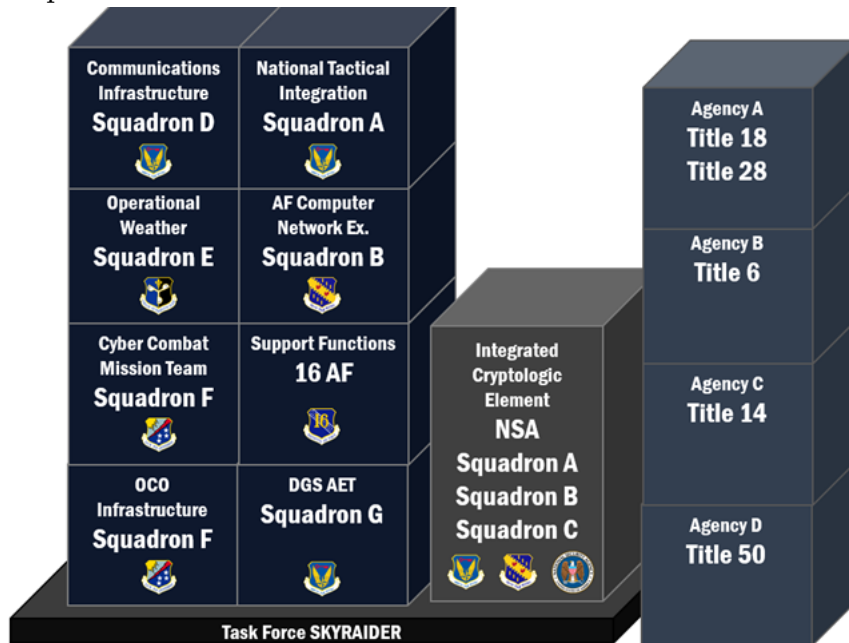 Communications
Infrastructure
Squadron D
National Tactical
Integration
Squadron A
Operational
Weather
Squadron E
AF Computer
Network Ex.
Squadron B
Cyber Combat
Mission Team
Squadron F
Support Functions
16 AF
16
OCO
Infrastructure
Squadron F
DGS AET
Squadron G
Integrated
Cryptologic
Element
NSA
Squadron A
Squadron B
Squadron C
Agency A
Title 18
Title 28
Agency B
Title 6
Agency C
Title 14
Agency D
Title 50
Task Force SKYRAIDER